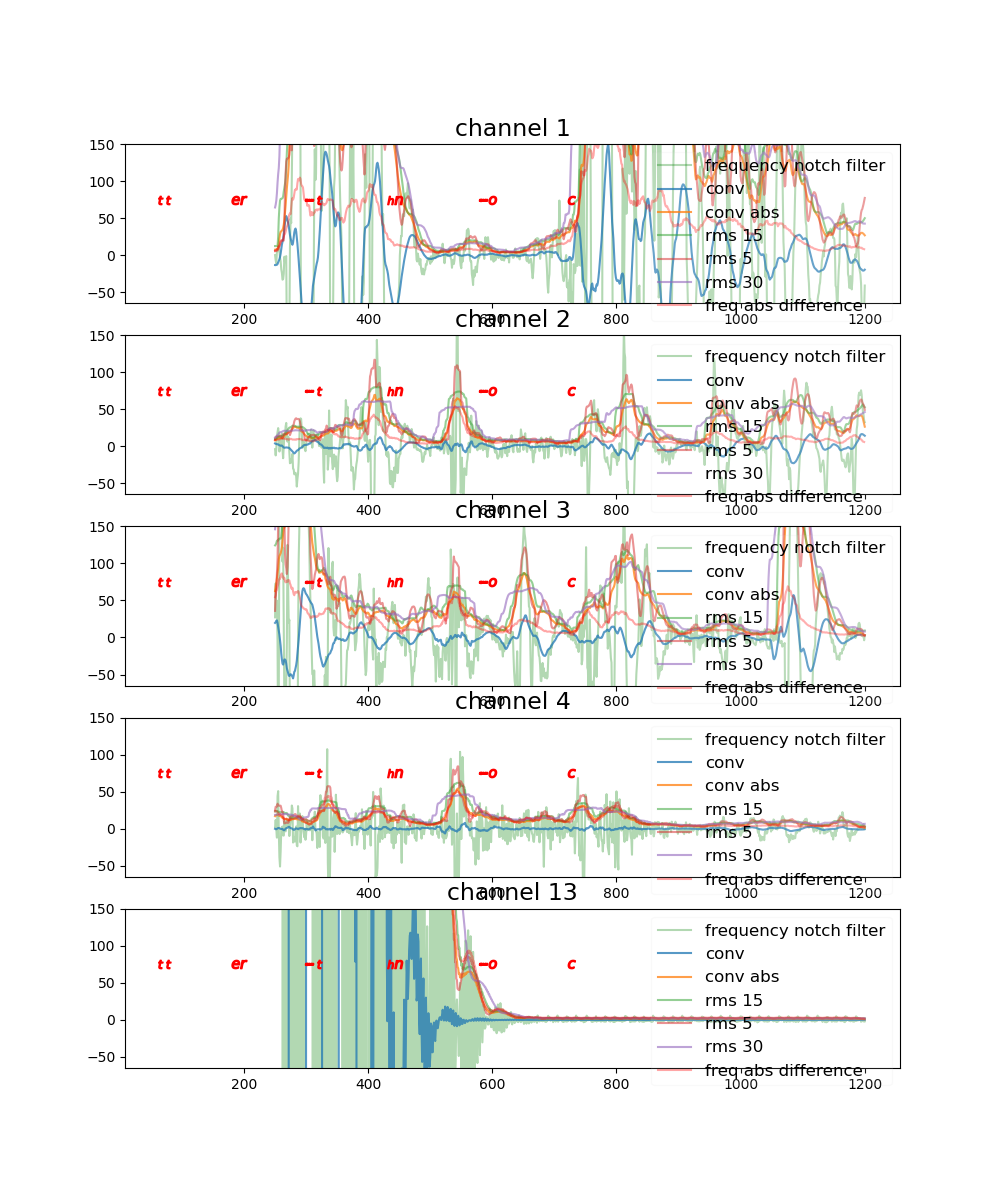 channel 1
150
100
50
0
−50
tt er −t hn −o c
frequency notch filter
conv
conv abs
rms 15
rms 5
rms 30
freq abs difference
200 400 600 800 1000 1200
channel 2
150
100
50
0
−50
tt er −t hn −o c
frequency notch filter
conv
conv abs
rms 15
rms 5
rms 30
freq abs difference
200 400 600 800 1000 1200
channel 3
150
100
50
0
−50
tt er −t hn −o c
frequency notch filter
conv
conv abs
rms 15
rms 5
rms 30
freq abs difference
200 400 600 800 1000 1200
channel 4
150
100
50
0
−50
tt er −t hn −o c
frequency notch filter
conv
conv abs
rms 15
rms 5
rms 30
freq abs difference
200 400 600 800 1000 1200
channel 13
150
100
50
0
−50
tt er −t hn −o c
frequency notch filter
conv
conv abs
rms 15
rms 5
rms 30
freq abs difference
200 400 600 800 1000 1200